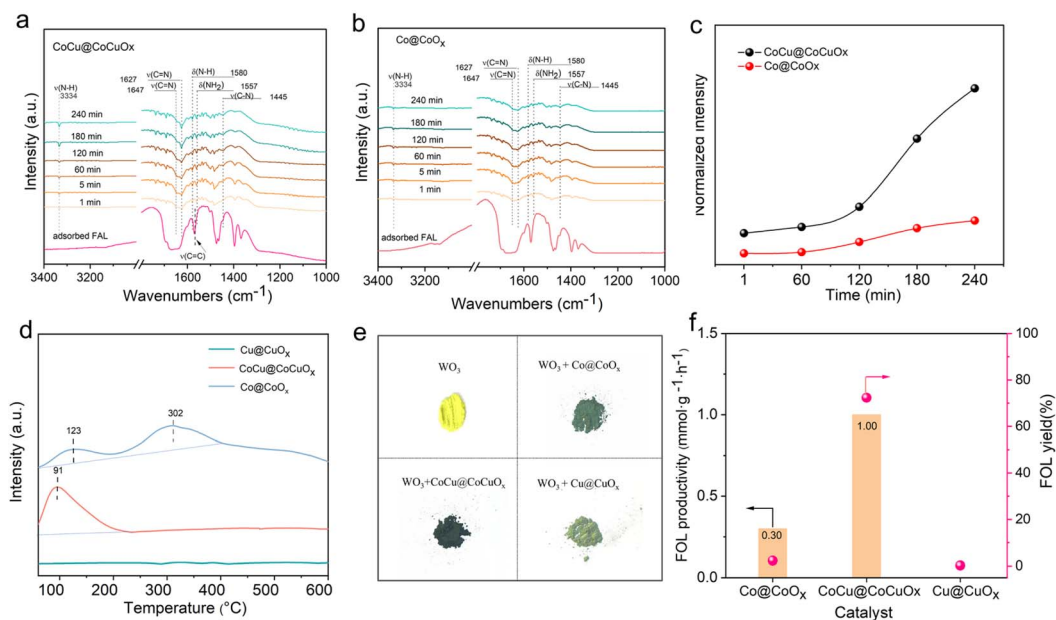 a
CoCu@CoCuOx
ν(N-H)
3334
1627
1647
ν(C=N)
ν(C=N)
δ(N-H)
1580
δ(NH2)
1557
ν(C-N)
1445
240 min
180 min
120 min
60 min
5 min
1 min
adsorbed FAL
ν(C=C)
Intensity (a.u.)
3400 3200 1800 1600 1400 1200 1000
Wavenumbers (cm-1)
b
Co@CoOx
ν(N-H)
3334
1627
1647
ν(C=N)
ν(C=N)
δ(N-H)
1580
δ(NH2)
1557
ν(C-N)
1445
240 min
180 min
120 min
60 min
5 min
1 min
adsorbed FAL
Intensity (a.u.)
3400 3200 1800 1600 1400 1200 1000
Wavenumbers (cm-1)
c
CoCu@CoCuOx
Co@CoOx
Normalized intensity
1 60 120 180 240
Time (min)
d
Cu@CuOx
CoCu@CoCuOx
Co@CoOx
123
302
91
Intensity (a.u.)
100 200 300 400 500 600
Temperature (°C)
e
WO3
WO3 + Co@CoOx
WO3+CoCu@CoCuOx
WO3 + Cu@CuOx
f
FOL productivity (mmol·g-1·h-1)
1.5
1.0
0.5
0.0
0.30
1.00
100
80
60
40
20
0
FOL yield(%)
Co@CoOx CoCu@CoCuOx Cu@CuOx
Catalyst